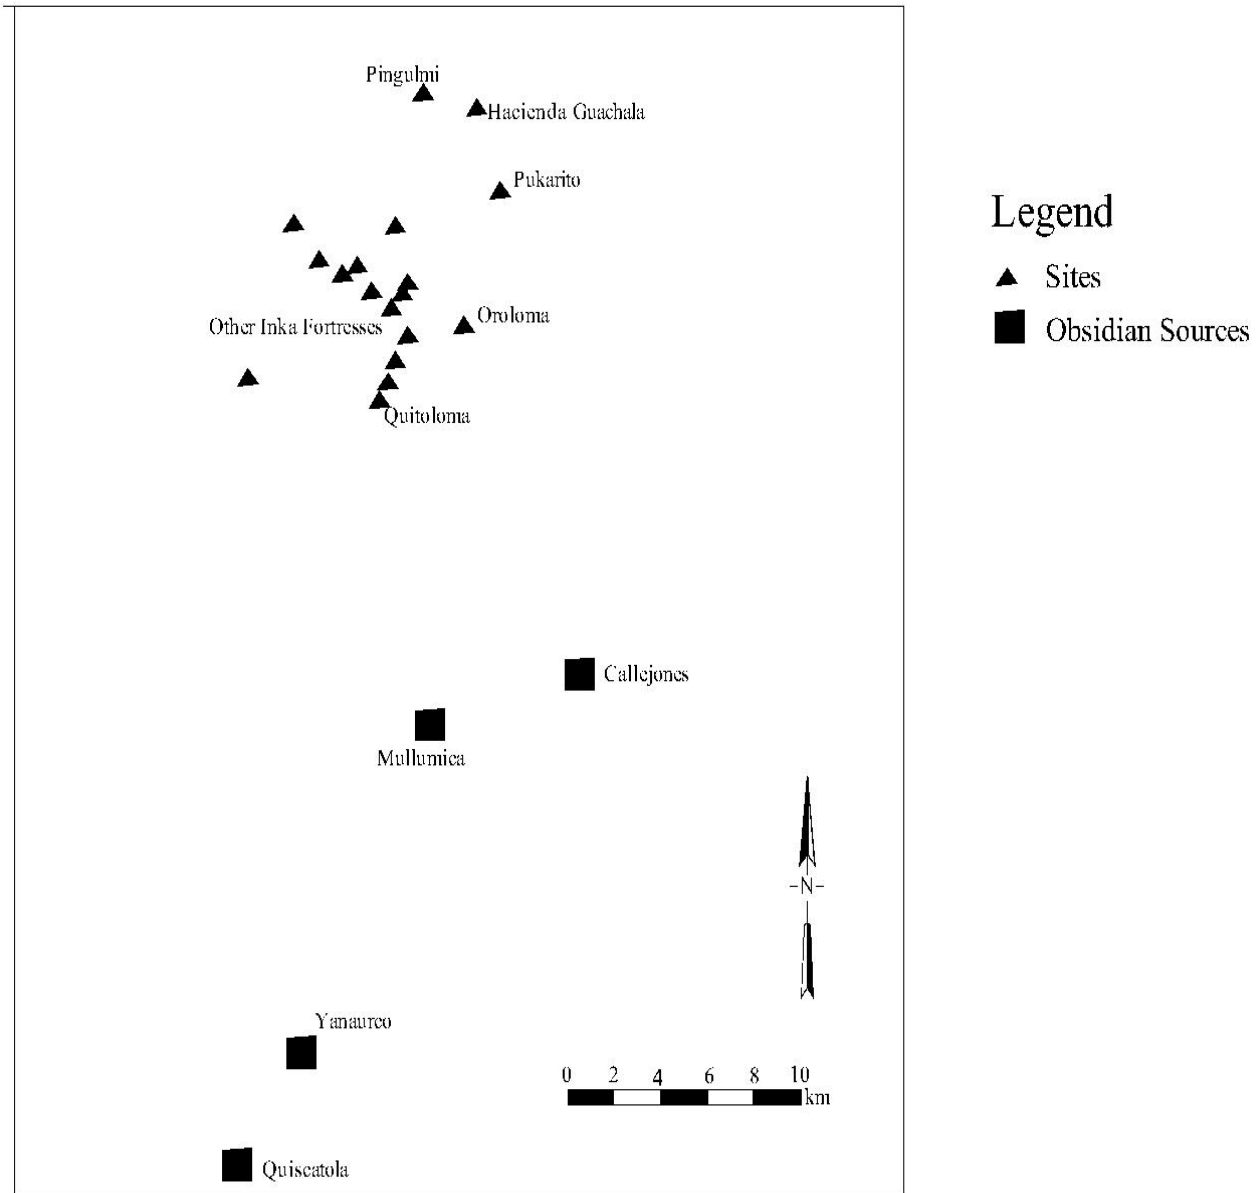 Pingulmi
Hacienda Guachala
Pukarito
Legend
Sites
Obsidian Sources
Oroloma
Other Inka Fortresses
Quitoloma
Callejones
Mullumica
-N-
Yanaurco
0 2 4 6 8 10
km
Quiscatola